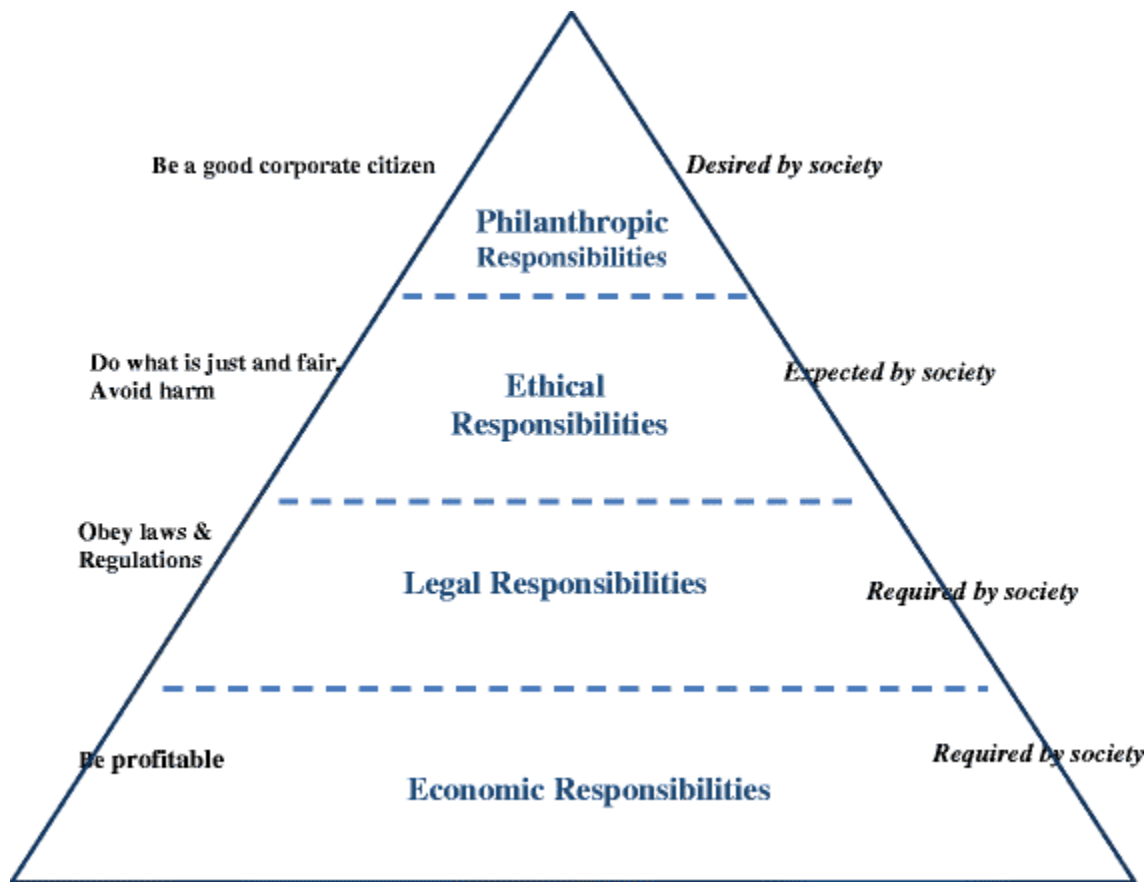 Be a good corporate citizen
Desired by society
Philanthropic
Responsibilities
Do what is just and fair,
Avoid harm
Expected by society
Ethical
Responsibilities
Obey laws &
Regulations
Legal Responsibilities
Required by society
Be profitable
Required by society
Economic Responsibilities